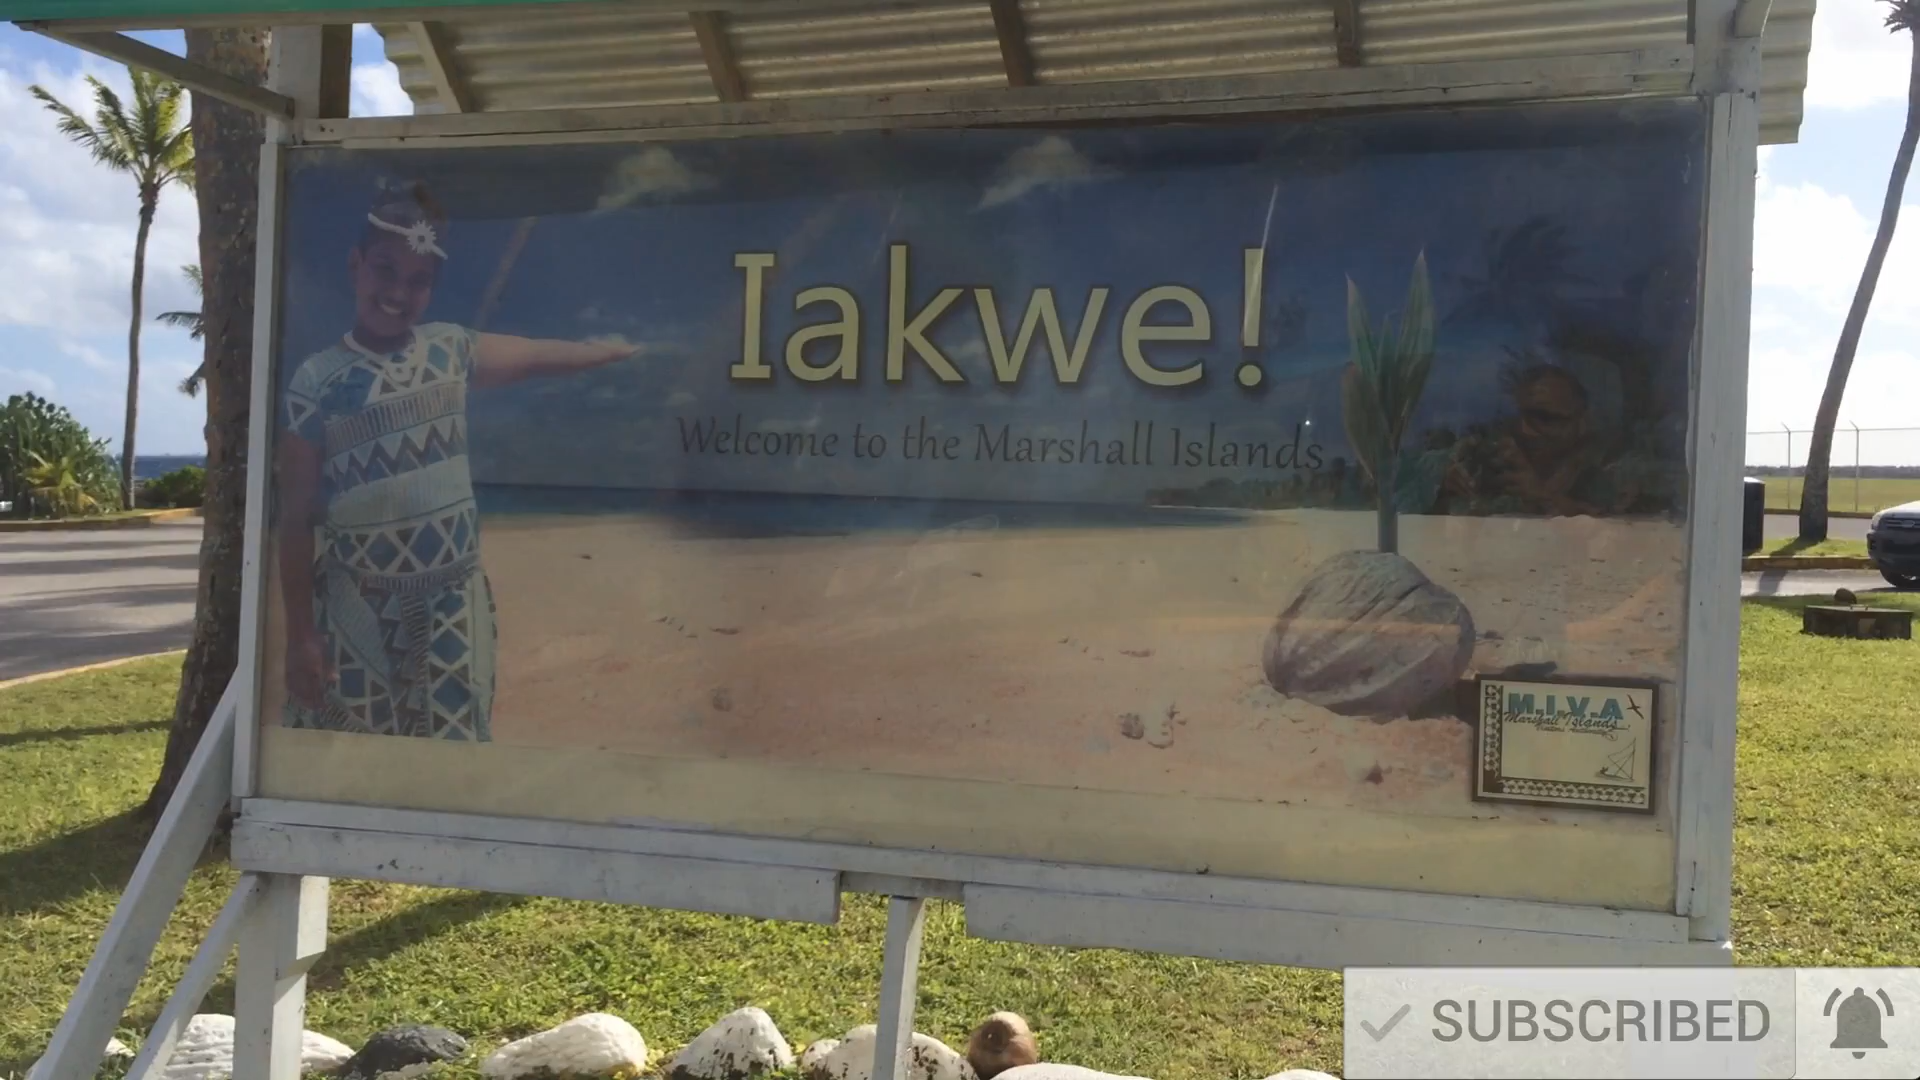 Iakwe!
Welcome to the Marshall Islands
M.I.V.A
Marshall Islands
SUBSCRIBED